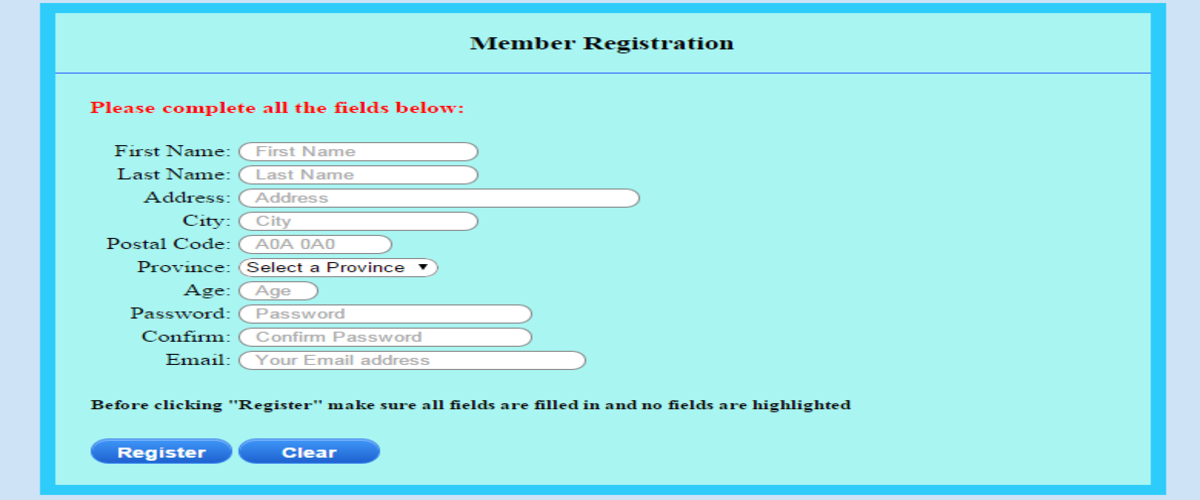 Member Registration
Please complete all the fields below:
First Name: First Name
Last Name: Last Name
Address: Address
City: City
Postal Code: A0A 0A0
Province: Select a Province
Age: Age
Password: Password
Confirm: Confirm Password
Email: Your Email address
Before clicking "Register" make sure all fields are filled in and no fields are highlighted
Register Clear